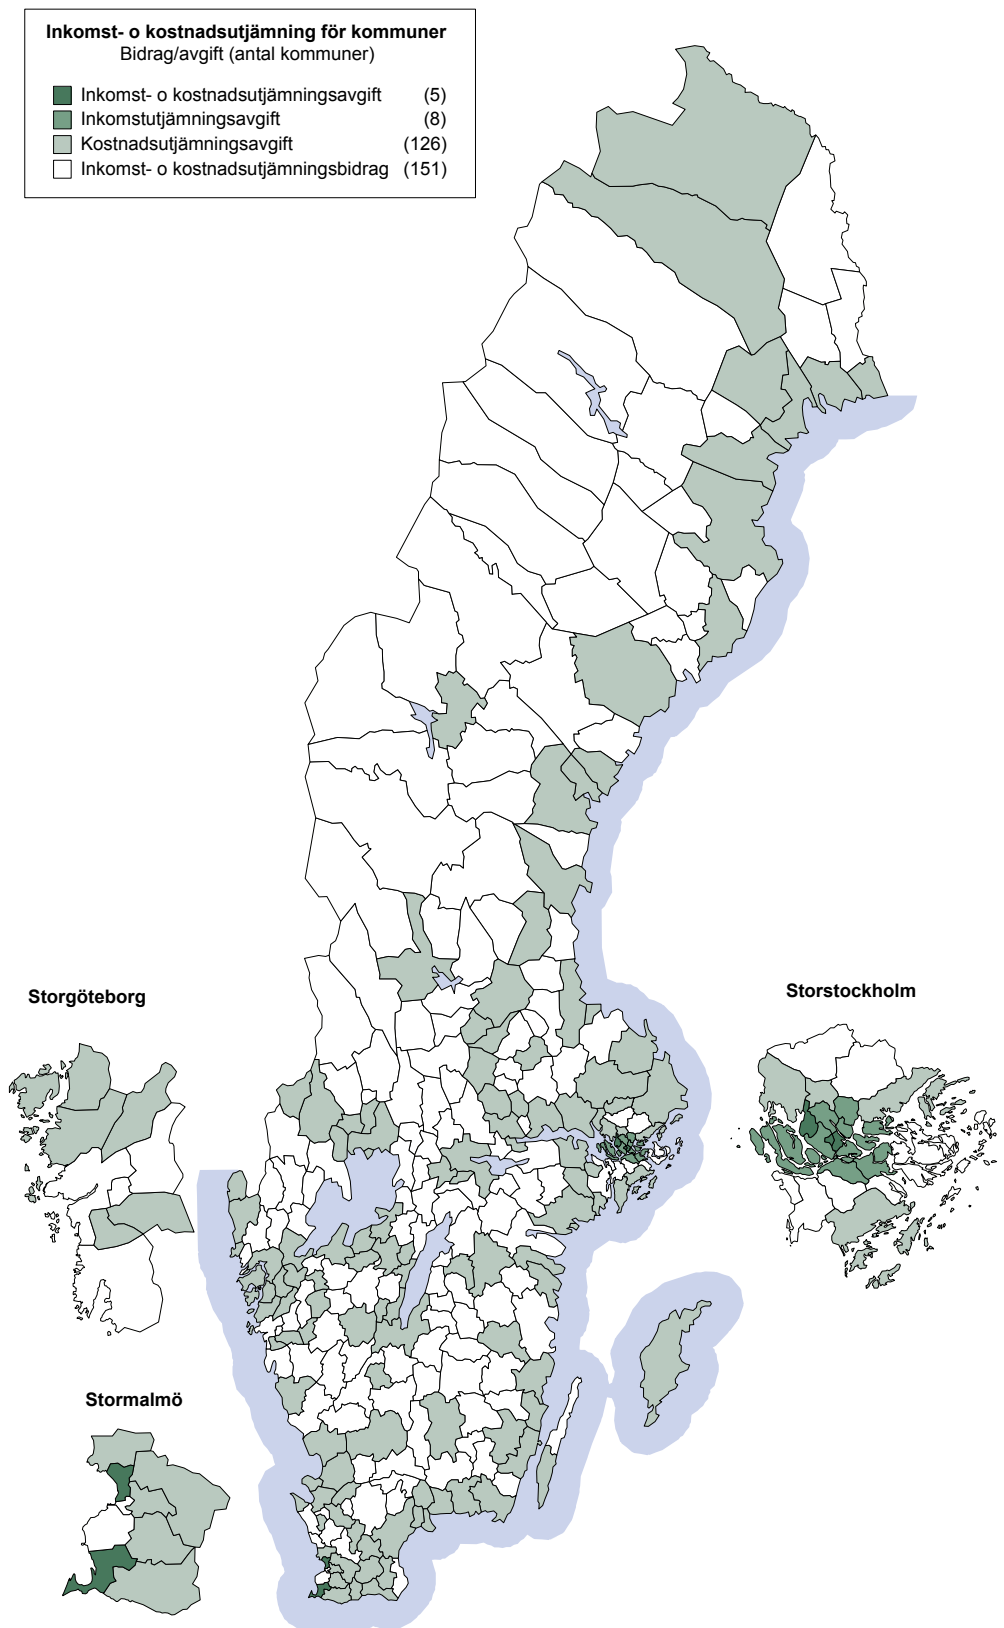 Inkomst- o kostnadsutjämning för kommuner
Bidrag/avgift (antal kommuner)
Inkomst- o kostnadsutjämningsavgift (5)
Inkomstutjämningsavgift (8)
Kostnadsutjämningsavgift (126)
Inkomst- o kostnadsutjämningsbidrag (151)
Storgöteborg
Storstockholm
Stormalmö